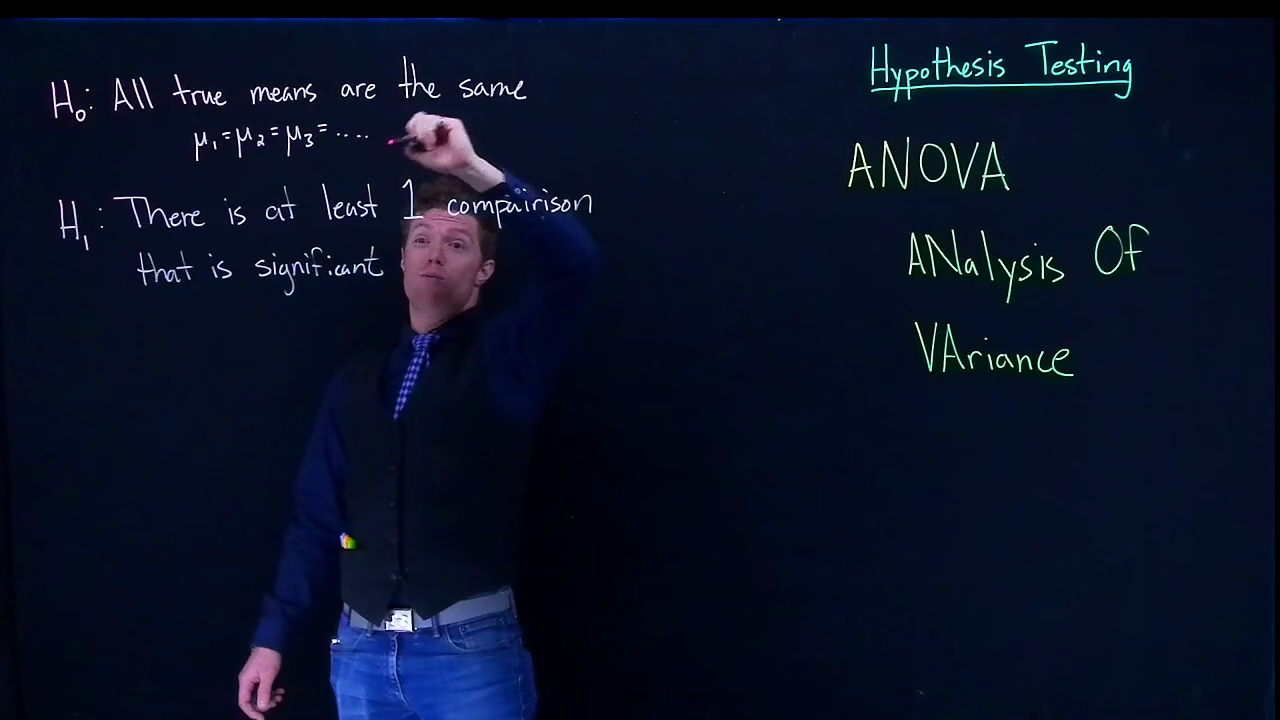 H₀: All true means are the same
μ₁=μ₂=μ₃=....
H₁: There is at least 1 compairison
that is significant
Hypothesis Testing
ANOVA
ANalysis Of
VAriance